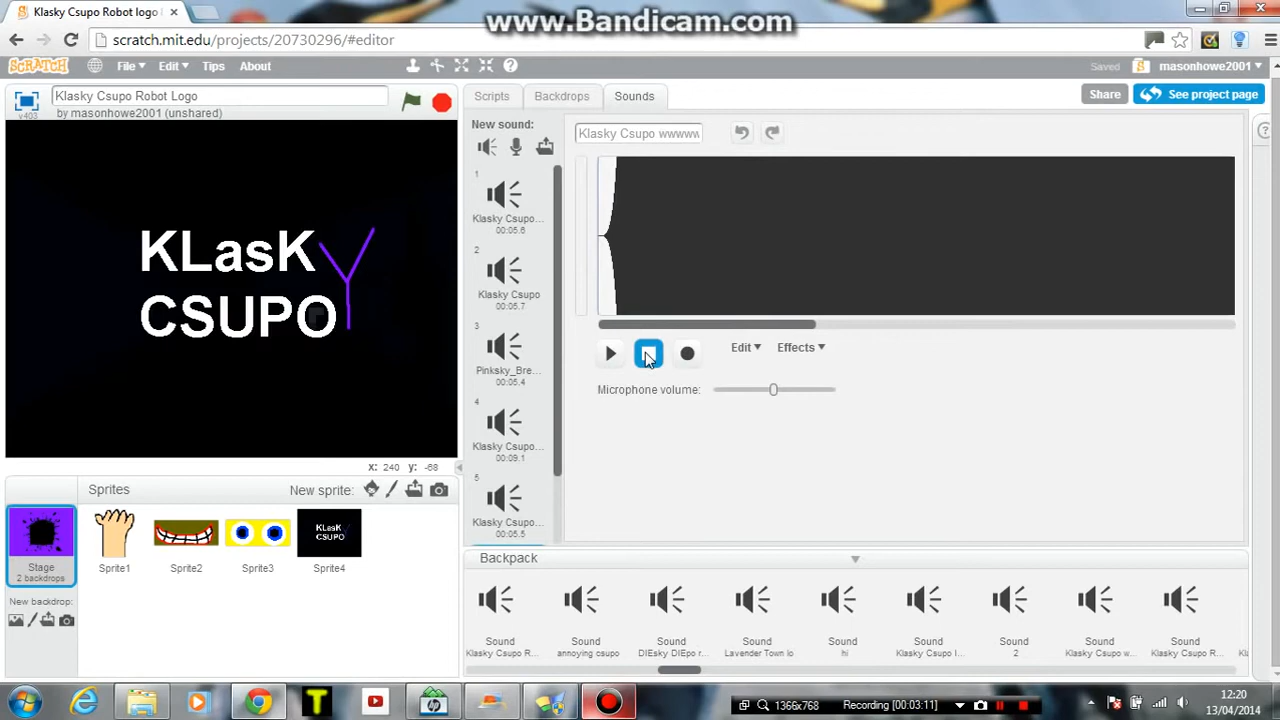 Klasky Csupo Robot logo
www.Bandicam.com
scratch.mit.edu/projects/20730296/#editor
SCRATCH
File Edit Tips About
Saved
masonhowe2001
Klasky Csupo Robot Logo
by masonhowe2001 (unshared)
v403
Scripts Backdrops Sounds
Share
See project page
New sound:
Klasky Csupo wwwww
1
Klasky Csupo...
00:05.6
2
Klasky Csupo
00:05.7
3
Pinksky_Bre...
00:05.4
4
Klasky Csupo...
00:09.1
5
Klasky Csupo...
00:05.5
Edit Effects
Microphone volume:
KLasKY
CSUPO
x: 240 y: -68
Sprites
New sprite:
Stage
2 backdrops
New backdrop:
Sprite1
Sprite2
KLasK
CSUPO
Sprite3
Sprite4
Backpack
Sound
Klasky Csupo R...
Sound
annoying csupo
Sound
DIEsky DIEpo r...
Sound
Lavender Town lo
Sound
hi
Sound
Klasky Csupo l...
Sound
2
Sound
Klasky Csupo w...
Sound
Klasky Csupo R...
1366x768
Recording [00:03:11]
12:20
13/04/2014